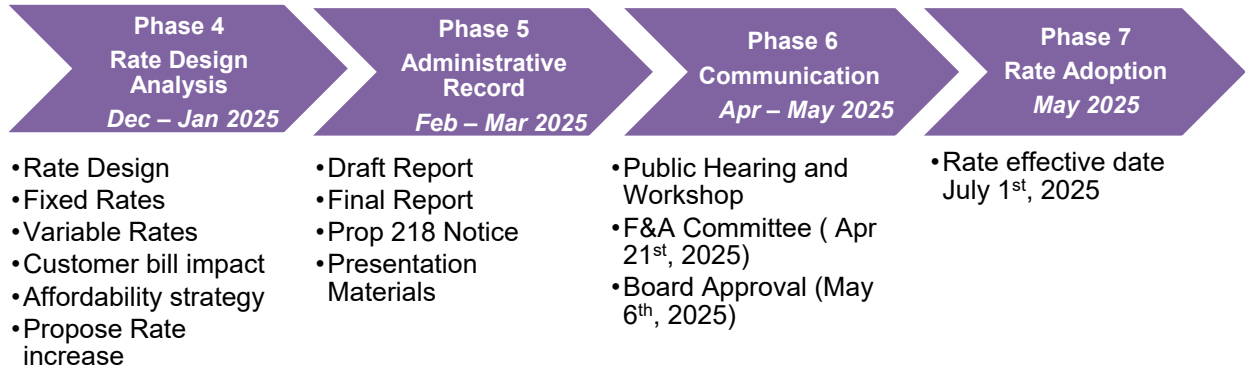 Phase 4
Rate Design
Analysis
Dec – Jan 2025
•Rate Design
•Fixed Rates
•Variable Rates
•Customer bill impact
•Affordability strategy
•Propose Rate
increase
Phase 5
Administrative
Record
Feb – Mar 2025
•Draft Report
•Final Report
•Prop 218 Notice
•Presentation
Materials
Phase 6
Communication
Apr – May 2025
•Public Hearing and
Workshop
•F&A Committee ( Apr
21st, 2025)
•Board Approval (May
6th, 2025)
Phase 7
Rate Adoption
May 2025
•Rate effective date
July 1st, 2025